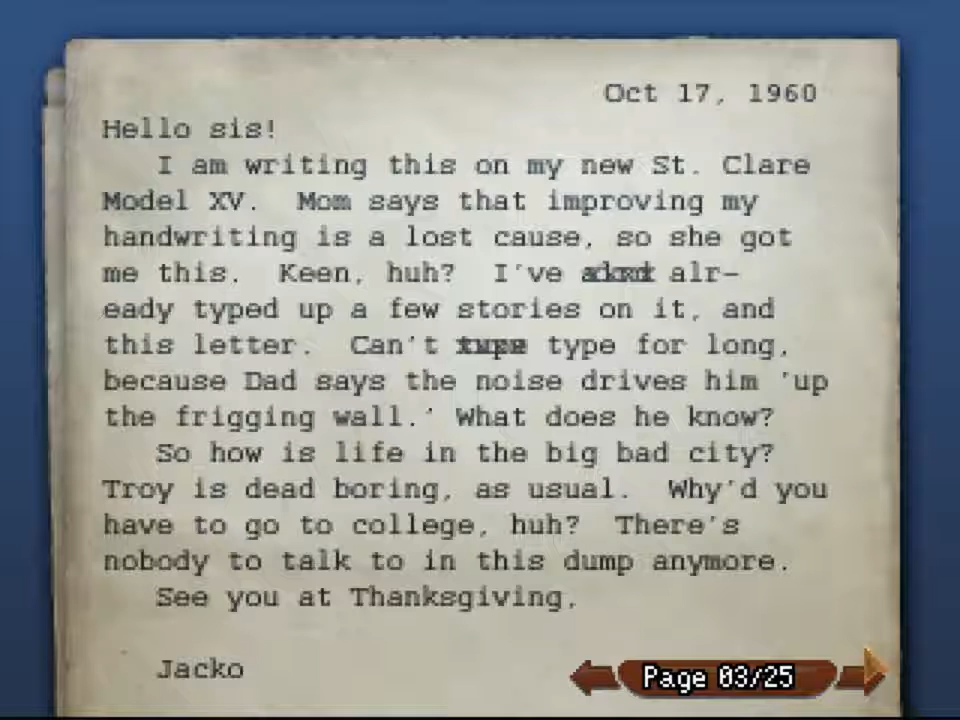 Oct 17, 1960
Hello sis!
I am writing this on my new St. Clare
Model XV. Mom says that improving my
handwriting is a lost cause, so she got
me this. Keen, huh? I've alr-
eady typed up a few stories on it, and
this letter. Can't type for long,
because Dad says the noise drives him 'up
the frigging wall.' What does he know?
So how is life in the big bad city?
Troy is dead boring, as usual. Why'd you
have to go to college, huh? There's
nobody to talk to in this dump anymore.
See you at Thanksgiving,
Jacko
Page 03/25